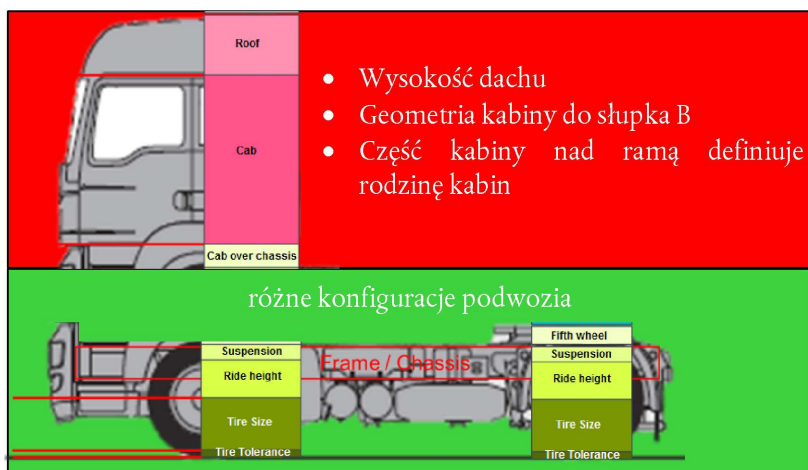 Roof
Cab
Cab over chassis
• Wysokość dachu
• Geometria kabiny do słupka B
• Część kabiny nad ramą definiuje
rodzinę kabin
różne konfiguracje podwozia
Suspension
Ride height
Tire Size
Tire Tolerance
Frame / Chassis
Fifth wheel
Suspension
Ride height
Tire Size
Tire Tolerance